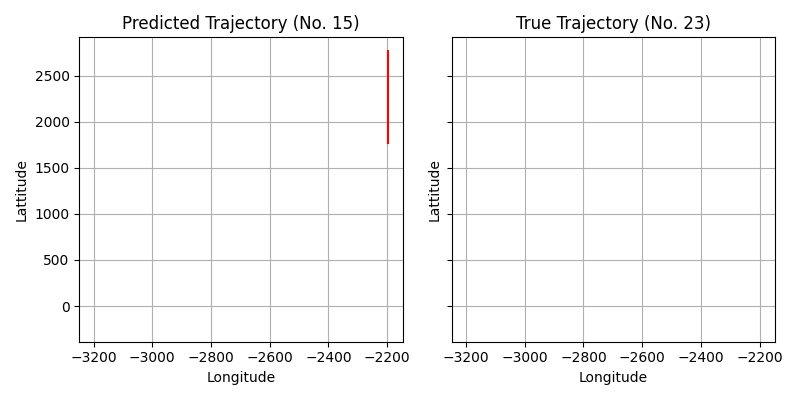 Predicted Trajectory (No. 15)
True Trajectory (No. 23)
2500
2000
1500
1000
500
0
Lattitude
Lattitude
−3200 −3000 −2800 −2600 −2400 −2200
−3200 −3000 −2800 −2600 −2400 −2200
Longitude
Longitude